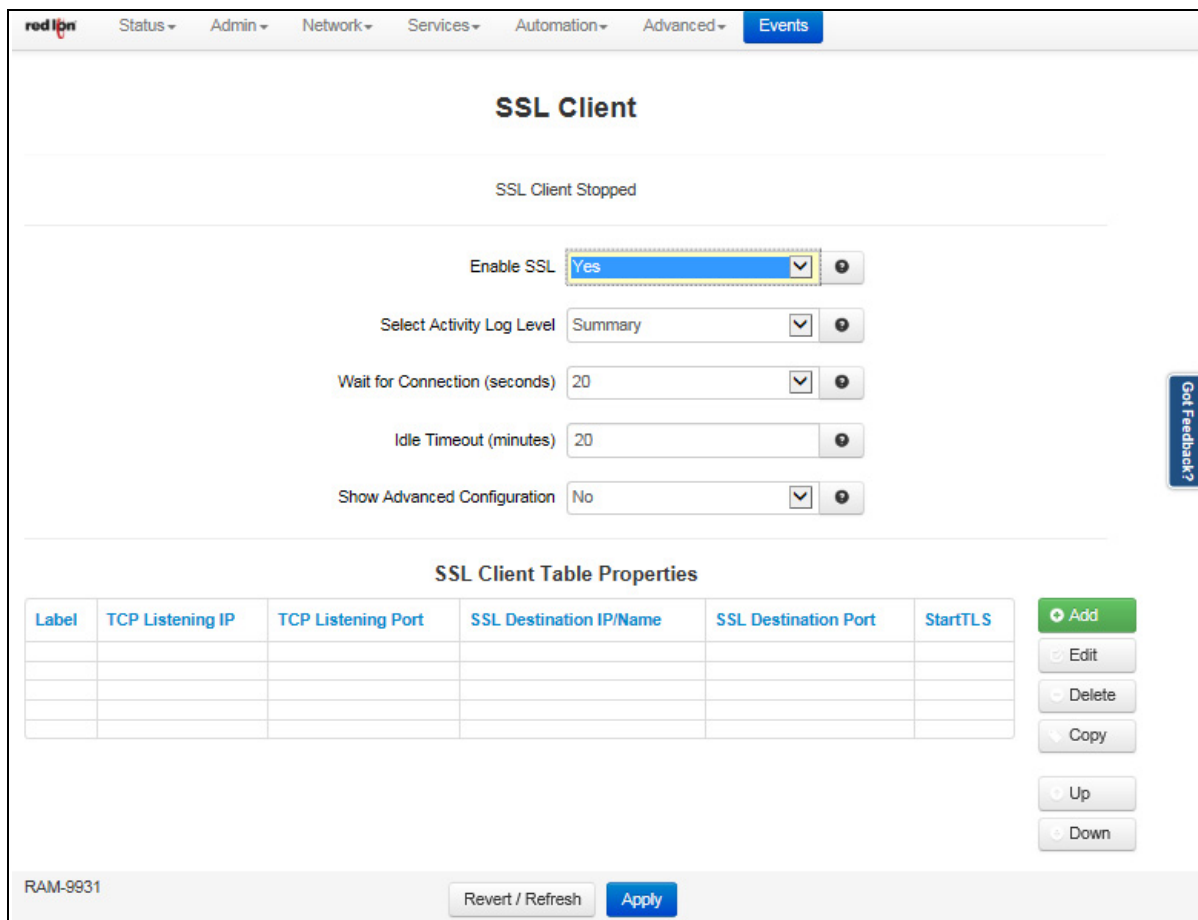 red lion Status Admin Network Services Automation Advanced Events
SSL Client
SSL Client Stopped
Enable SSL Yes
Select Activity Log Level Summary
Wait for Connection (seconds) 20
Idle Timeout (minutes) 20
Show Advanced Configuration No
Got Feedback?
SSL Client Table Properties
Label TCP Listening IP TCP Listening Port SSL Destination IP/Name SSL Destination Port StartTLS
Add
Edit
Delete
Copy
Up
Down
RAM-9931
Revert / Refresh Apply